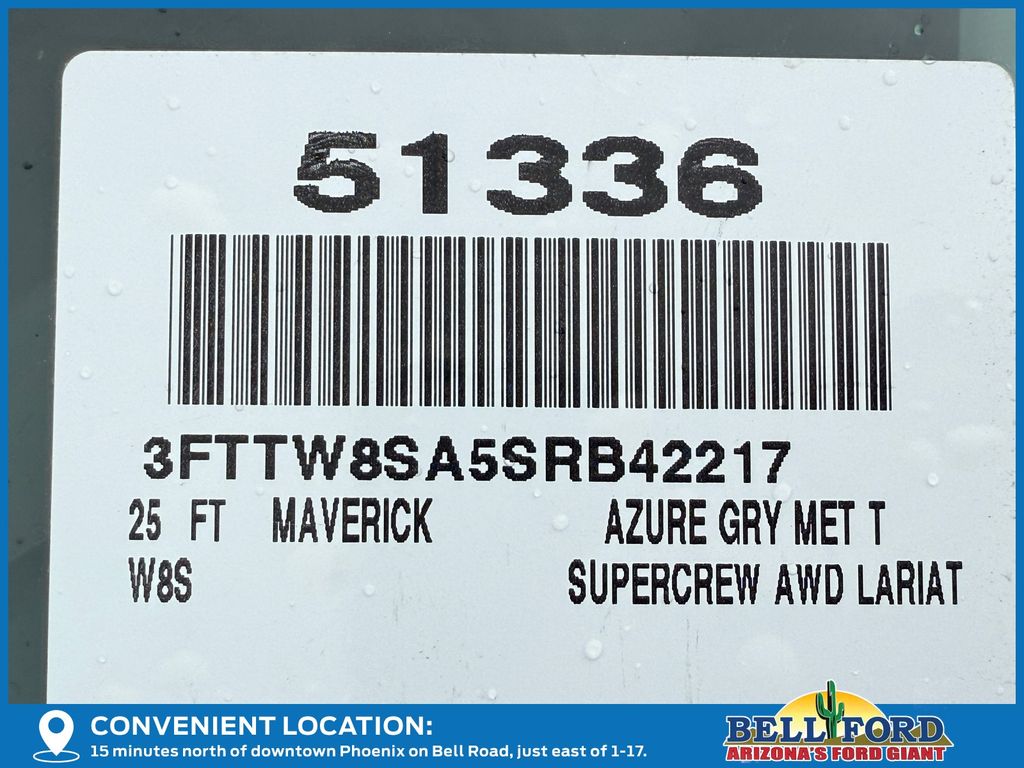 51336
3FTTW8SA5SRB42217
25 FT MAVERICK AZURE GRY MET T
W8S SUPERCREW AWD LARIAT
CONVENIENT LOCATION:
15 minutes north of downtown Phoenix on Bell Road, just east of 1-17.
BELL FORD
ARIZONA'S FORD GIANT